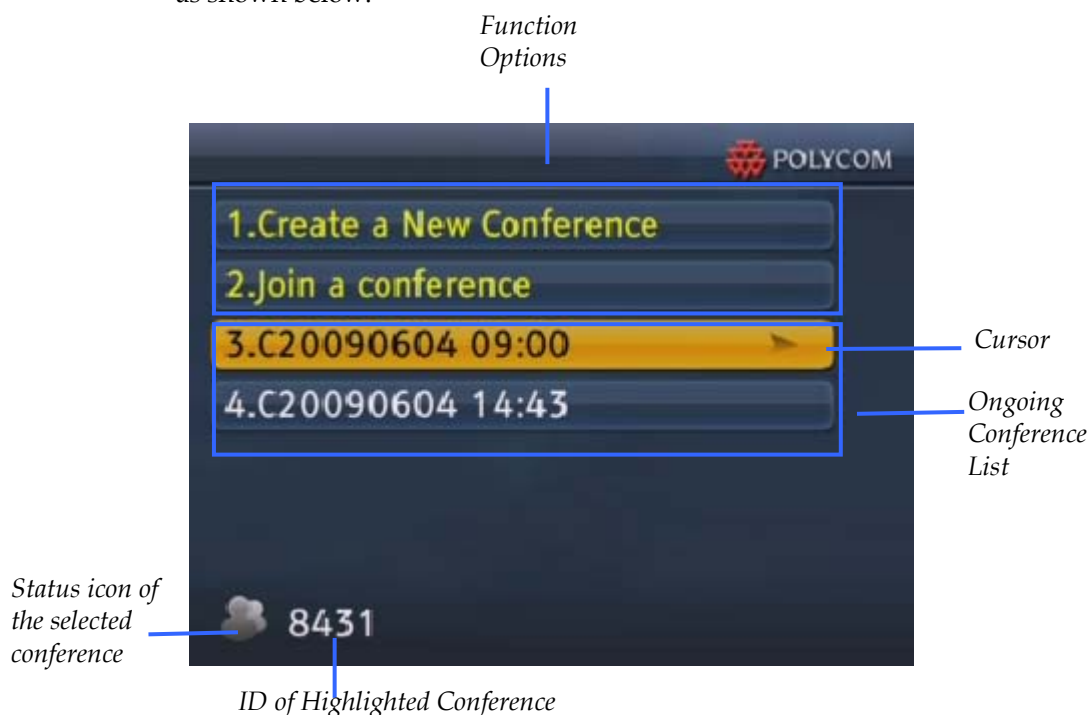 as shown below.
Function
Options
POLYCOM
1.Create a New Conference
2.Join a conference
3.C20090604 09:00
Cursor
4.C20090604 14:43
Ongoing
Conference
List
Status icon of
the selected
conference
8431
ID of Highlighted Conference